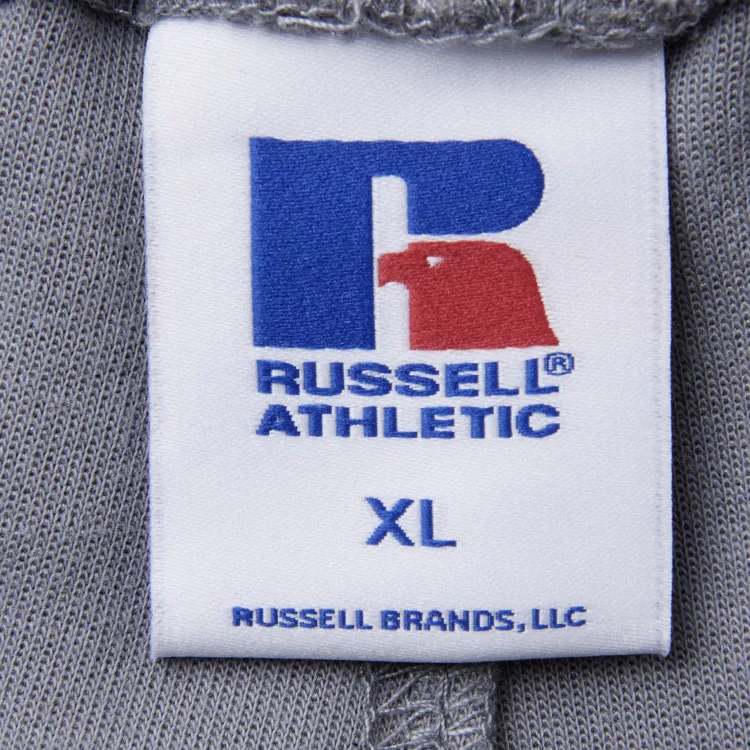 R
RUSSELL®
ATHLETIC
XL
RUSSELL BRANDS, LLC